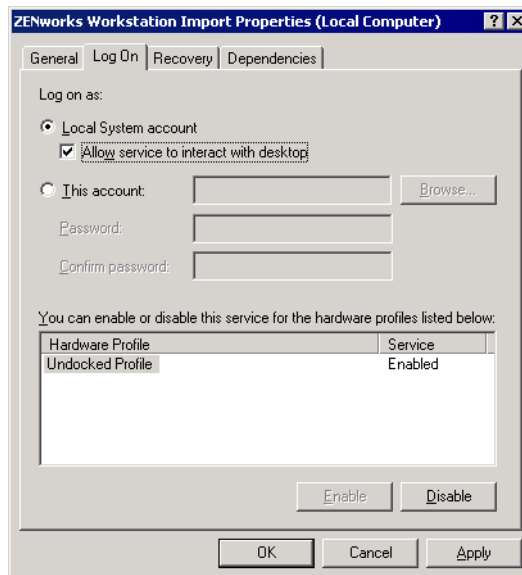 ZENworks Workstation Import Properties (Local Computer)
General Log On Recovery Dependencies
Log on as:
Local System account
Allow service to interact with desktop
This account:
Browse...
Password:
Confirm password:
You can enable or disable this service for the hardware profiles listed below:
Hardware Profile Service
Undocked Profile Enabled
Enable Disable
OK Cancel Apply